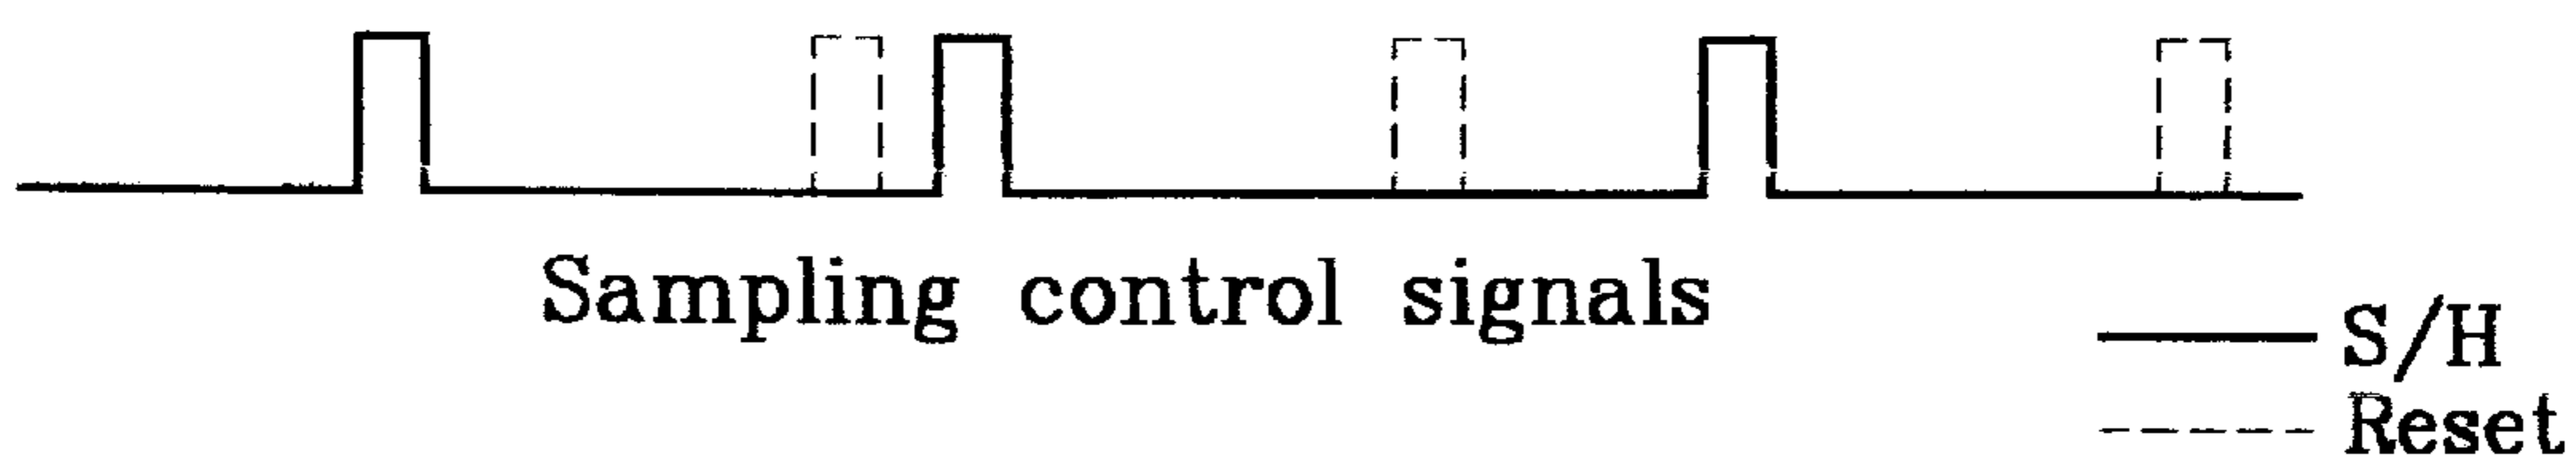 Sampling control signals
S/H
Reset